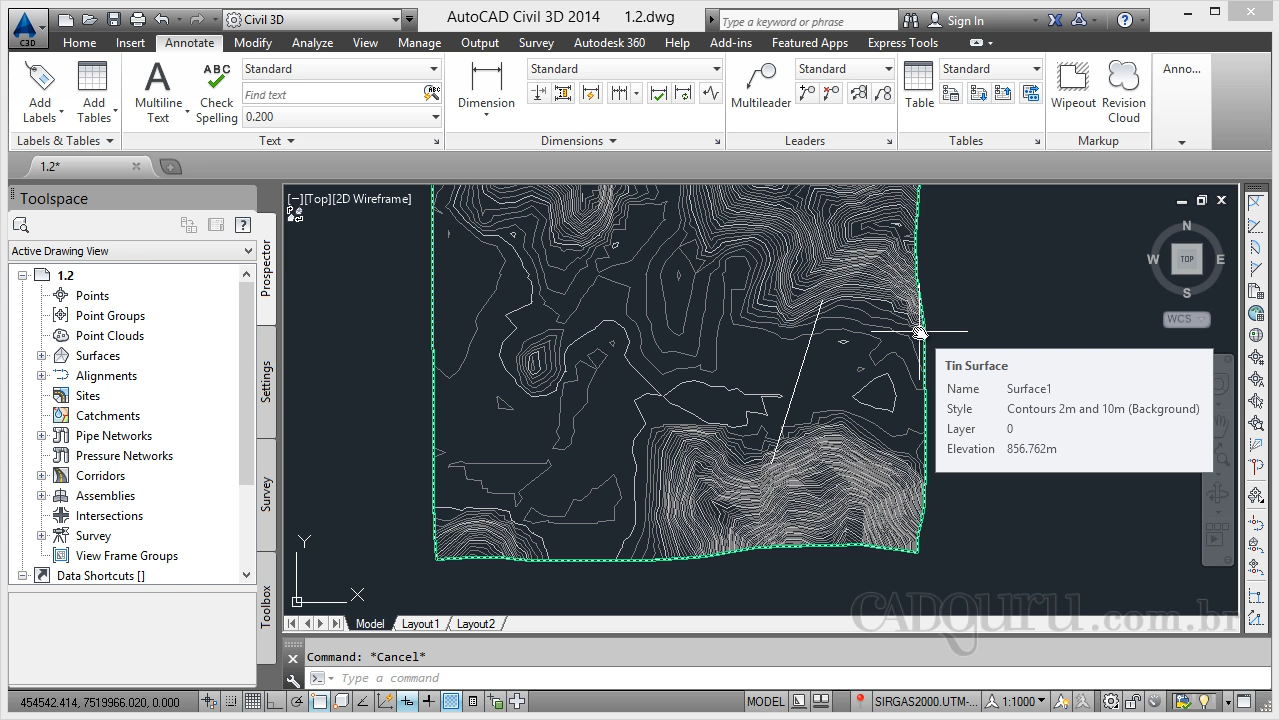 Civil 3D
AutoCAD Civil 3D 2014
1.2.dwg
Type a keyword or phrase
Sign In
C3D
Home
Insert
Annotate
Modify
Analyze
View
Manage
Output
Survey
Autodesk 360
Help
Add-ins
Featured Apps
Express Tools
Add
Labels
Add
Tables
Multiline
Text
ABC
Check
Spelling
Standard
Find text
0.200
Dimension
Standard
Multileader
Standard
Table
Standard
Wipeout
Revision
Cloud
Anno...
Labels & Tables
Text
Dimensions
Leaders
Tables
Markup
1.2*
Toolspace
Active Drawing View
1.2
Points
Point Groups
Point Clouds
Surfaces
Alignments
Sites
Catchments
Pipe Networks
Pressure Networks
Corridors
Assemblies
Intersections
Survey
View Frame Groups
Data Shortcuts []
Prospector
Settings
Survey
Toolbox
[−][Top][2D Wireframe]
N
W
TOP
E
S
WCS
Tin Surface
Name Surface1
Style Contours 2m and 10m (Background)
Layer 0
Elevation 856.762m
Y
X
CADGURU.com.br
Model
Layout1
Layout2
Command: *Cancel*
Type a command
454542.414, 7519966.020, 0.000
MODEL
SIRGAS2000.UTM-...
1:1000